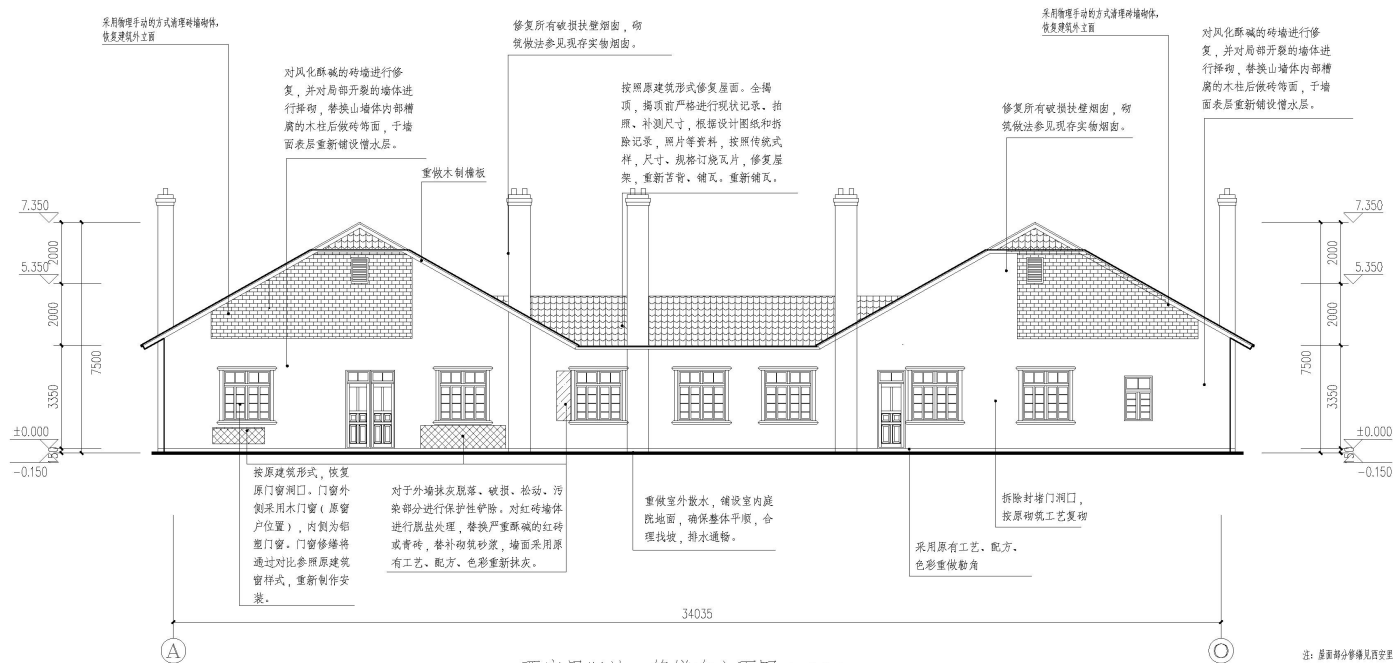 采用物理手动的方式清理砖墙砌体，
恢复建筑外立面
修复所有破损扶壁烟囱，砌
筑做法参见现存实物烟囱。
采用物理手动的方式清理砖墙砌体，
恢复建筑外立面
对风化酥碱的砖墙进行修
复，并对局部开裂的墙体进
行择砌，替换山墙体内部糟
腐的木柱后做砖饰面，于墙
面表层重新铺设憎水层。
对风化酥碱的砖墙进行修
复，并对局部开裂的墙体进
行择砌，替换山墙体内部糟
腐的木柱后做砖饰面，于墙
面表层重新铺设憎水层。
按照原建筑形式修复屋面。全揭
顶，揭顶前严格进行现状记录、拍
照、补测尺寸，根据设计图纸和拆
除记录，照片等资料，按照传统式
样，尺寸、规格订烧瓦片，修复屋
架，重新苫背、铺瓦。重新铺瓦。
修复所有破损扶壁烟囱，砌
筑做法参见现存实物烟囱。
重做木制檐板
7.350
5.350
±0.000
-0.150
2000
2000
3350
150
7500
7.350
5.350
±0.000
-0.150
2000
2000
3350
150
7500
按原建筑形式，恢复
原门窗洞口。门窗外
侧采用木门窗（原窗
户位置），内侧为铝
塑门窗。门窗修缮将
通过对比参照原建筑
窗样式，重新制作安
装。
对于外墙抹灰脱落、破损、松动、污
染部分进行保护性铲除。对红砖墙体
进行脱盐处理，替换严重酥碱的红砖
或青砖，替补砌筑砂浆，墙面采用原
有工艺、配方、色彩重新抹灰。
重做室外散水，铺设室内庭
院地面，确保整体平顺，合
理找坡，排水通畅。
拆除封堵门洞口，
按原砌筑工艺复砌
采用原有工艺、配方、
色彩重做勒角
34035
A
O
注：屋面部分修缮见西安里